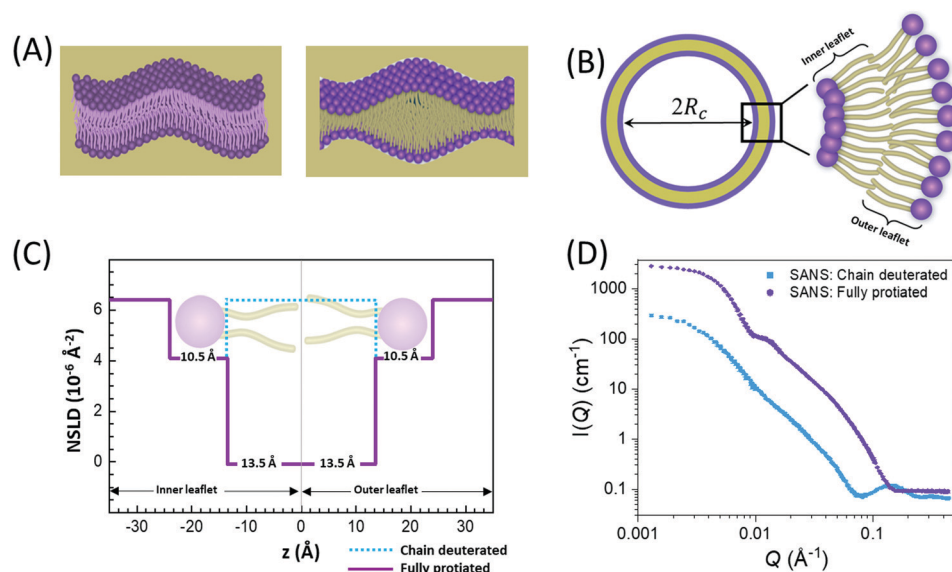 (A)
(B)
Inner leaflet
2R_c
Outer leaflet
(C)
NSLD (10⁻⁶ Å⁻²)
6
4
2
0
10.5 Å
10.5 Å
13.5 Å
13.5 Å
Inner leaflet
Outer leaflet
-30
-20
-10
0
10
20
30
z (Å)
Chain deuterated
Fully protiated
(D)
SANS: Chain deuterated
SANS: Fully protiated
I(Q) (cm⁻¹)
1000
100
10
1
0.1
0.001
0.01
0.1
Q (Å⁻¹)